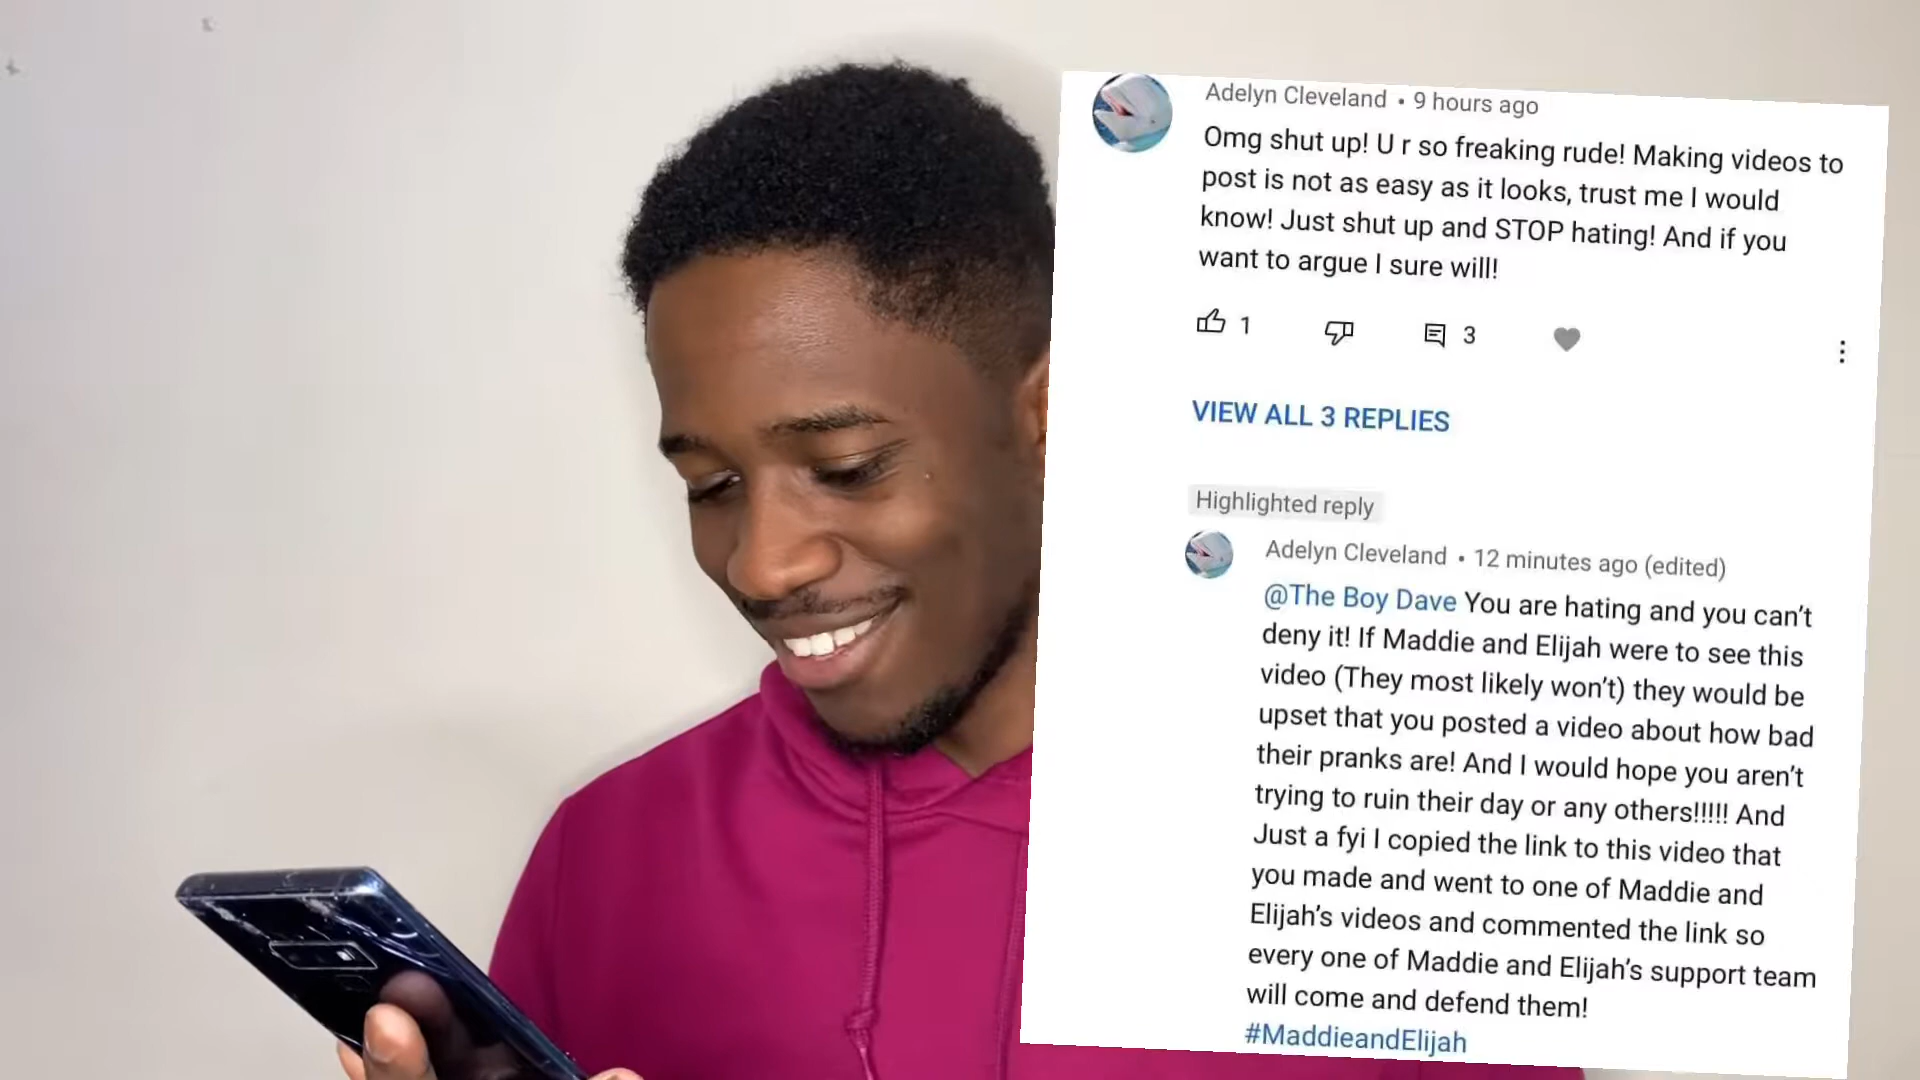 Adelyn Cleveland • 9 hours ago
Omg shut up! U r so freaking rude! Making videos to
post is not as easy as it looks, trust me I would
know! Just shut up and STOP hating! And if you
want to argue I sure will!
1 3
VIEW ALL 3 REPLIES
Highlighted reply
Adelyn Cleveland • 12 minutes ago (edited)
@The Boy Dave You are hating and you can't
deny it! If Maddie and Elijah were to see this
video (They most likely won't) they would be
upset that you posted a video about how bad
their pranks are! And I would hope you aren't
trying to ruin their day or any others!!!!! And
Just a fyi I copied the link to this video that
you made and went to one of Maddie and
Elijah's videos and commented the link so
every one of Maddie and Elijah's support team
will come and defend them!
#MaddieandElijah